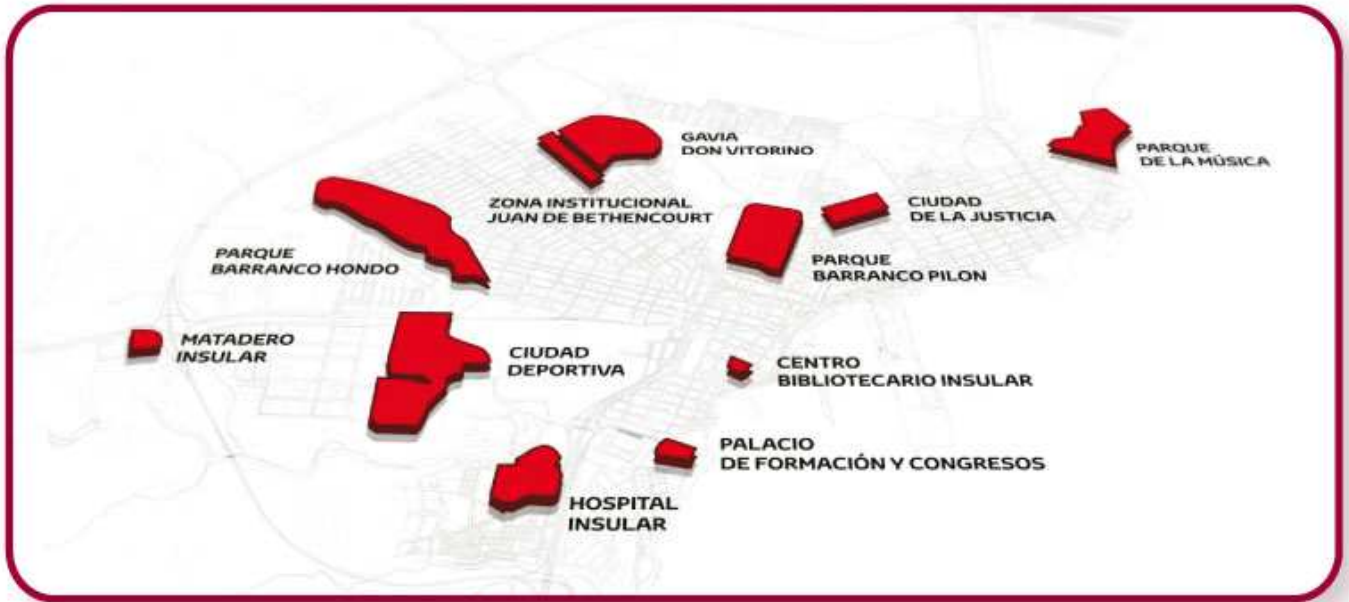 GAVIA
DON VITORINO
PARQUE
DE LA MÚSICA
ZONA INSTITUCIONAL
JUAN DE BETHENCOURT
CIUDAD
DE LA JUSTICIA
PARQUE
BARRANCO HONDO
PARQUE
BARRANCO PILON
MATADERO
INSULAR
CIUDAD
DEPORTIVA
CENTRO
BIBLIOTECARIO INSULAR
PALACIO
DE FORMACIÓN Y CONGRESOS
HOSPITAL
INSULAR